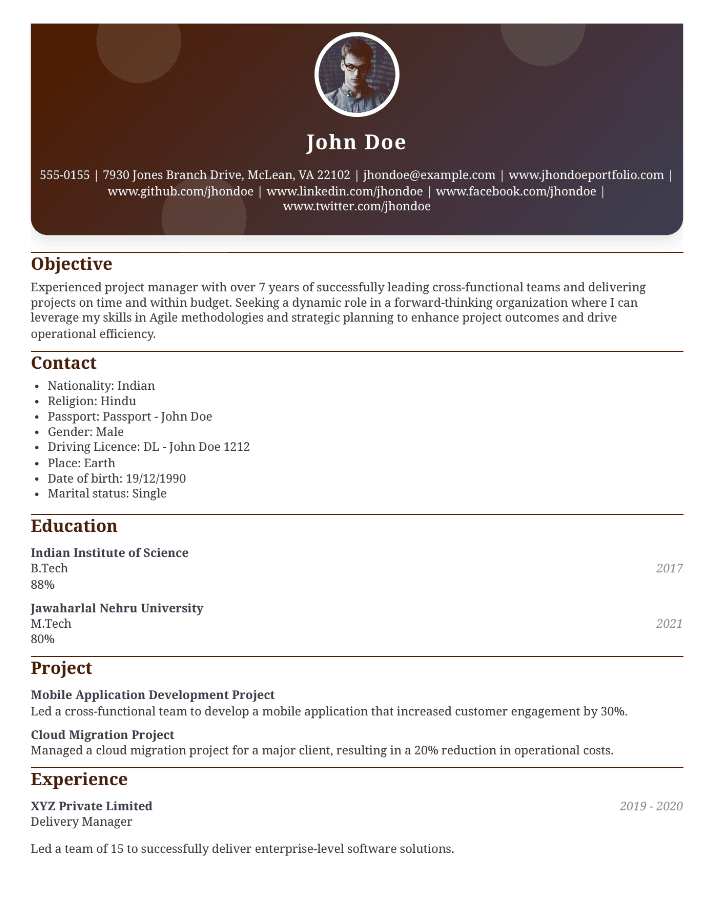 John Doe
555-0155 | 7930 Jones Branch Drive, McLean, VA 22102 | jhondoe@example.com | www.jhondoeportfolio.com |
www.github.com/jhondoe | www.linkedin.com/jhondoe | www.facebook.com/jhondoe |
www.twitter.com/jhondoe
Objective
Experienced project manager with over 7 years of successfully leading cross-functional teams and delivering
projects on time and within budget. Seeking a dynamic role in a forward-thinking organization where I can
leverage my skills in Agile methodologies and strategic planning to enhance project outcomes and drive
operational efficiency.
Contact
• Nationality: Indian
• Religion: Hindu
• Passport: Passport - John Doe
• Gender: Male
• Driving Licence: DL - John Doe 1212
• Place: Earth
• Date of birth: 19/12/1990
• Marital status: Single
Education
Indian Institute of Science
B.Tech 2017
88%
Jawaharlal Nehru University
M.Tech 2021
80%
Project
Mobile Application Development Project
Led a cross-functional team to develop a mobile application that increased customer engagement by 30%.
Cloud Migration Project
Managed a cloud migration project for a major client, resulting in a 20% reduction in operational costs.
Experience
XYZ Private Limited 2019 - 2020
Delivery Manager
Led a team of 15 to successfully deliver enterprise-level software solutions.